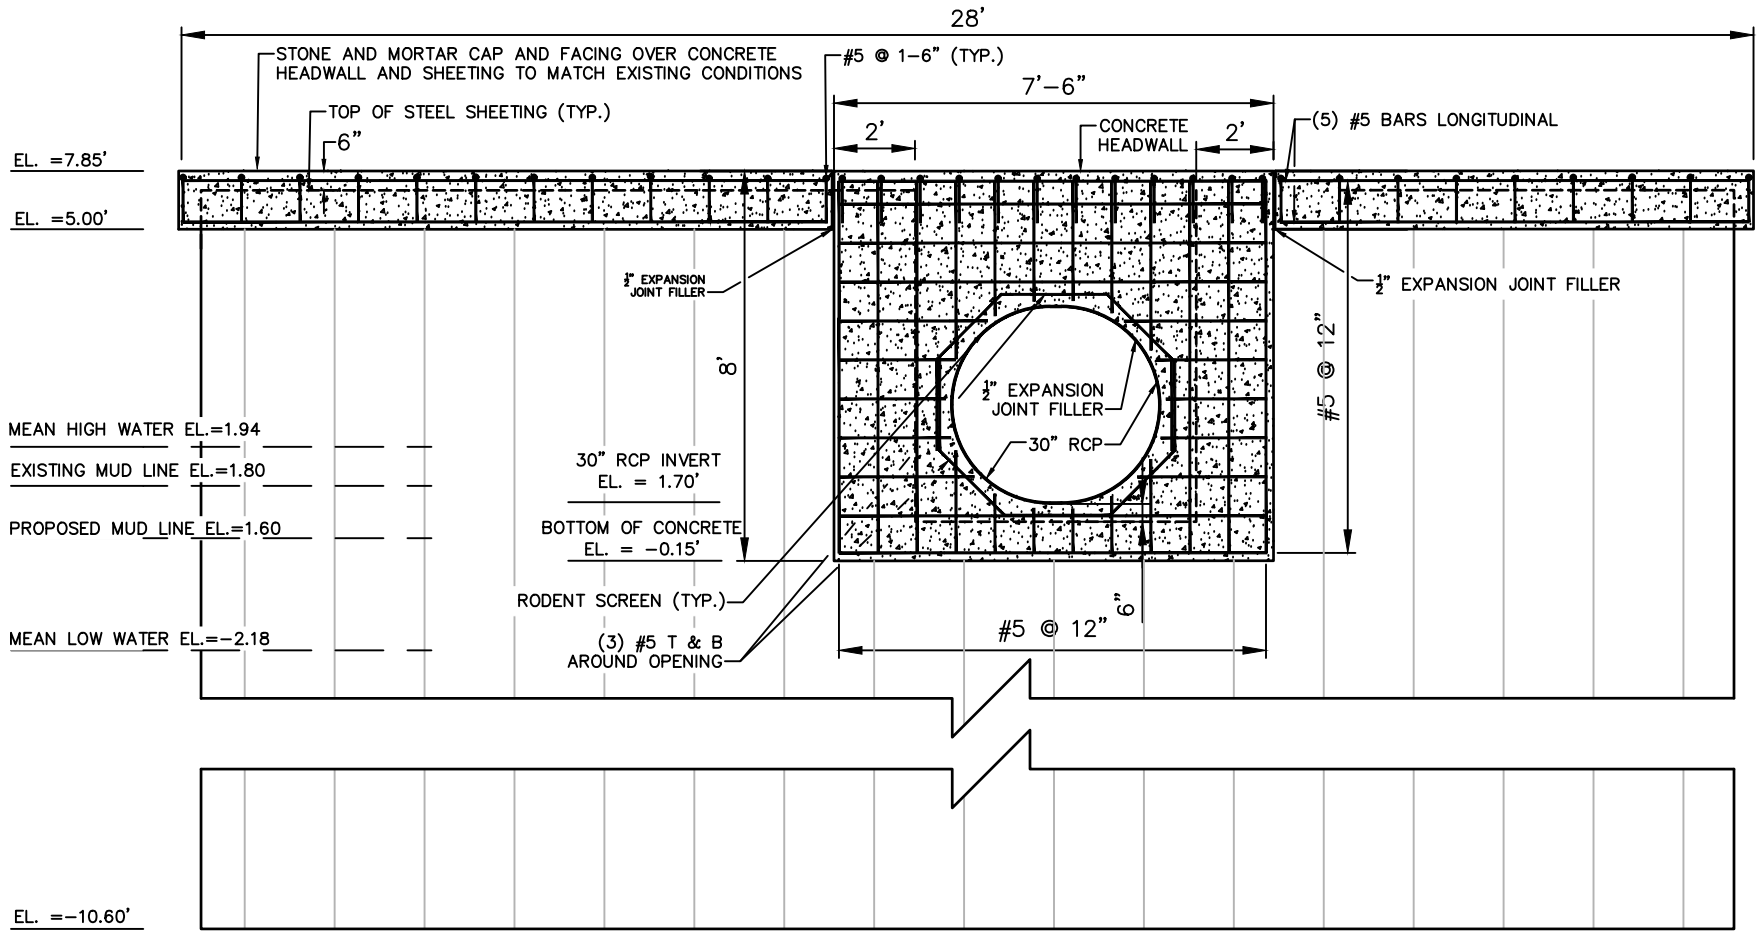 28'
STONE AND MORTAR CAP AND FACING OVER CONCRETE
HEADWALL AND SHEETING TO MATCH EXISTING CONDITIONS
#5 @ 1-6" (TYP.)
7'-6"
TOP OF STEEL SHEETING (TYP.)
6"
2'
CONCRETE
HEADWALL
2'
(5) #5 BARS LONGITUDINAL
EL. =7.85'
EL. =5.00'
½" EXPANSION
JOINT FILLER
½" EXPANSION JOINT FILLER
8'
#5 @ 12"
½" EXPANSION
JOINT FILLER
30" RCP
MEAN HIGH WATER EL.=1.94
EXISTING MUD LINE EL.=1.80
30" RCP INVERT
EL. = 1.70'
PROPOSED MUD LINE EL.=1.60
BOTTOM OF CONCRETE
EL. = -0.15'
RODENT SCREEN (TYP.)
6"
#5 @ 12"
MEAN LOW WATER EL.=-2.18
(3) #5 T & B
AROUND OPENING
EL. =-10.60'